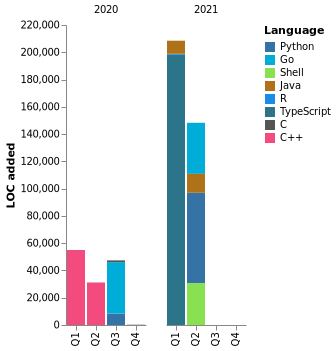 2020 2021
LOC added
220,000
200,000
180,000
160,000
140,000
120,000
100,000
80,000
60,000
40,000
20,000
0
Q1 Q2 Q3 Q4 Q1 Q2 Q3 Q4
Language
Python
Go
Shell
Java
R
TypeScript
C
C++